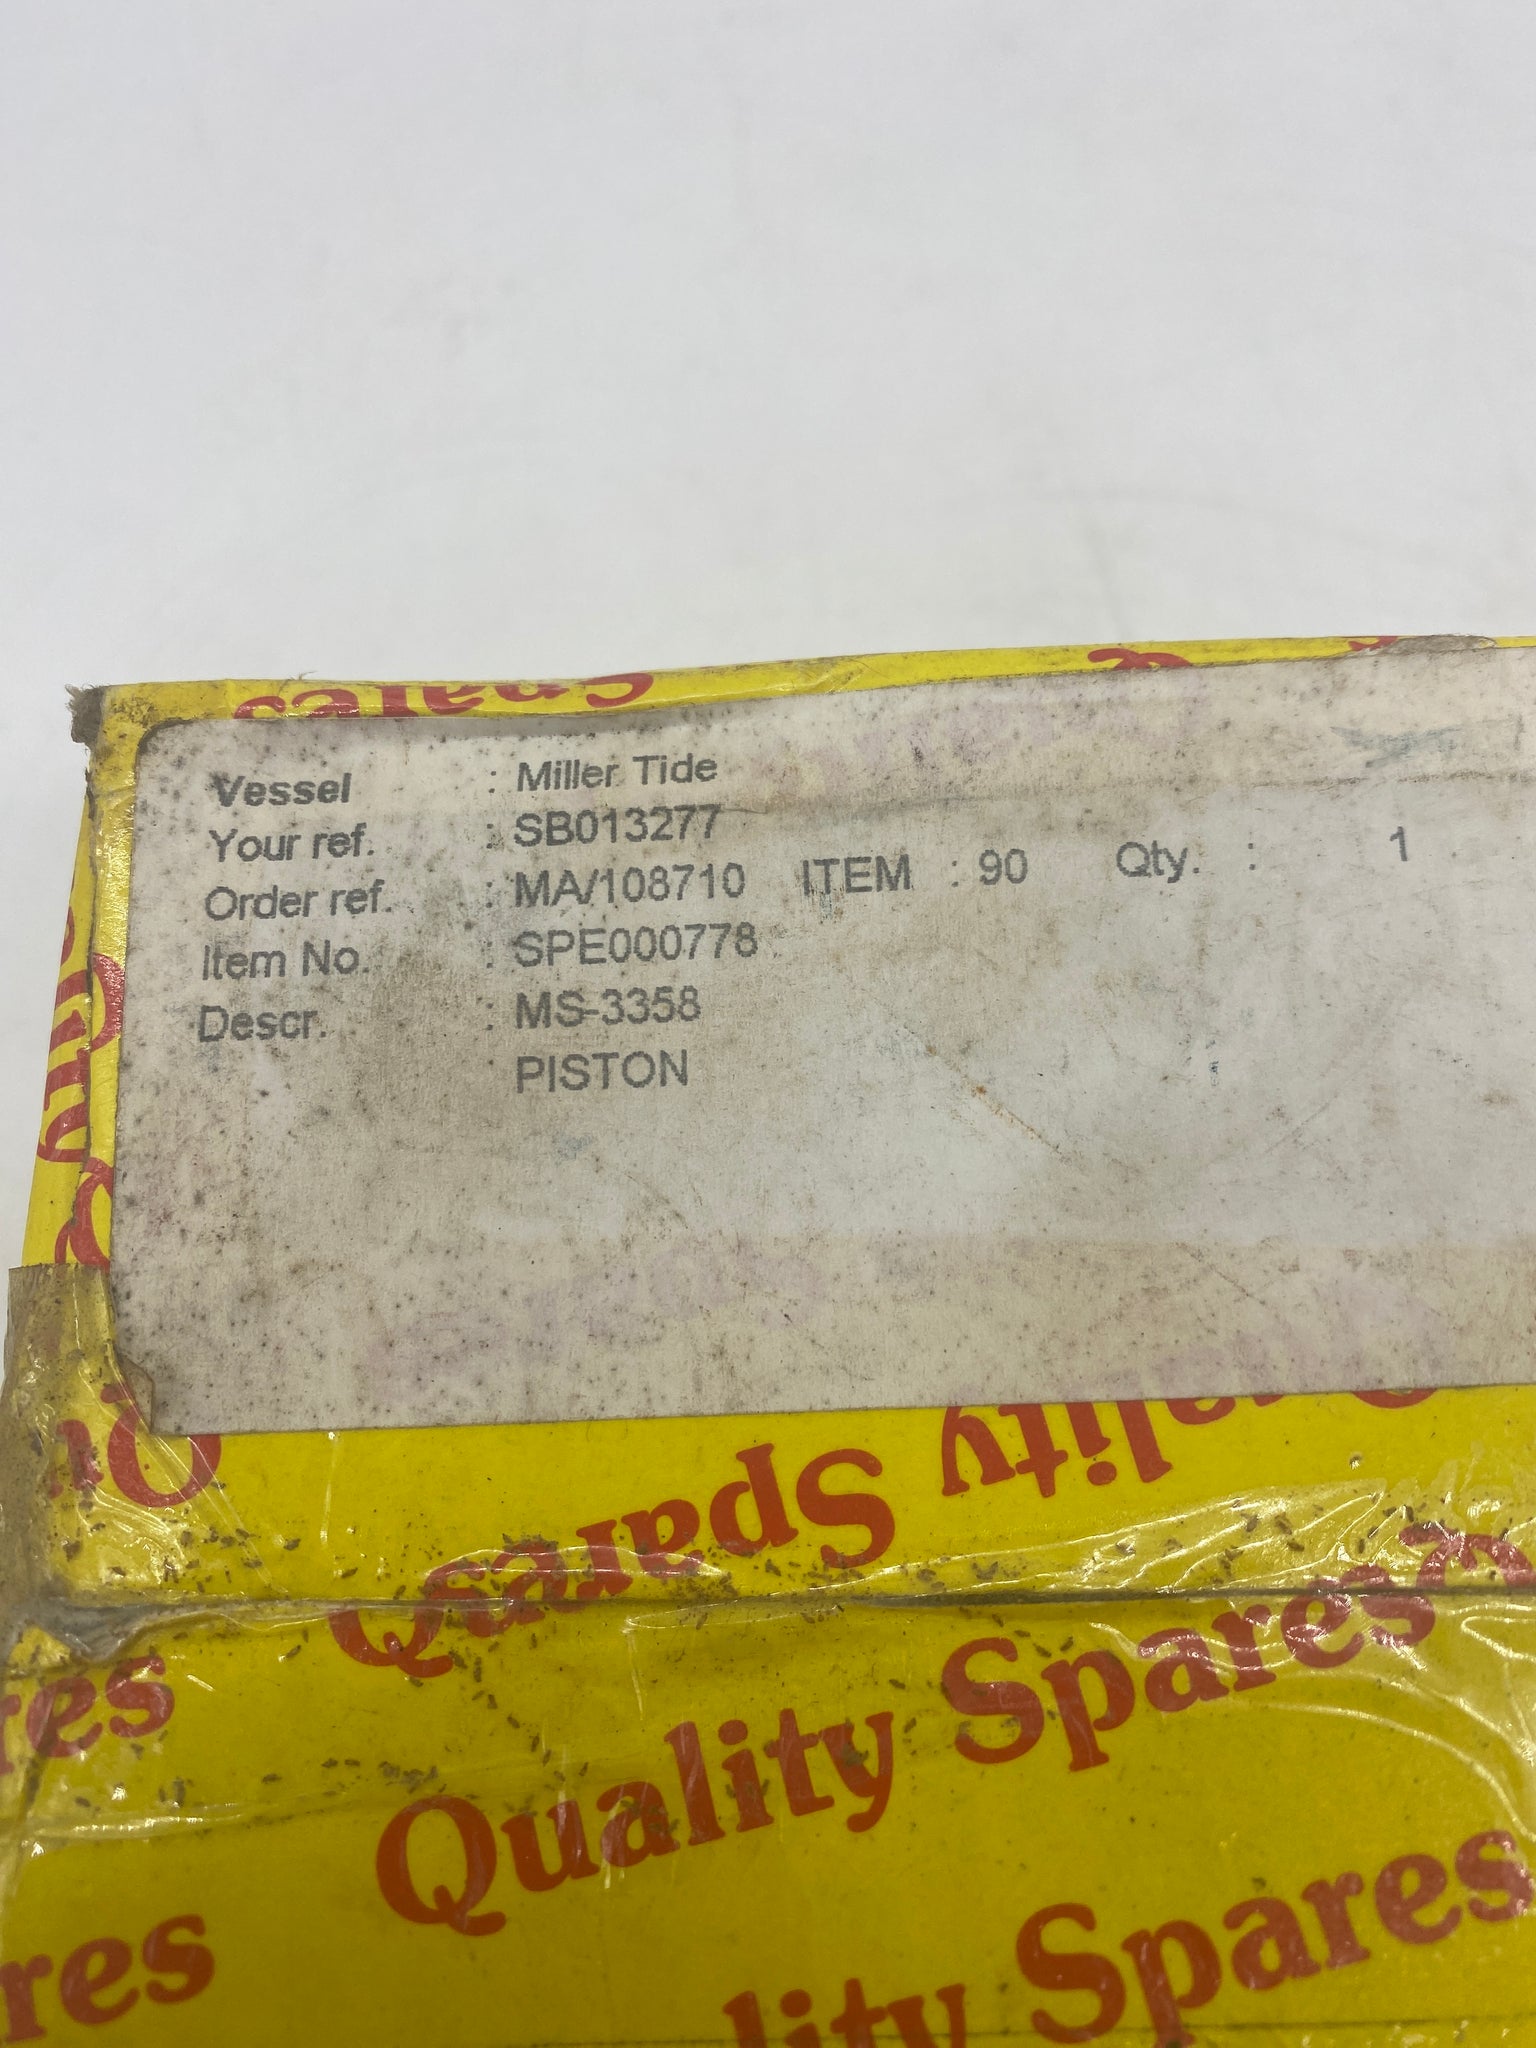 Spares
Vessel : Miller Tide
Your ref. : SB013277
Order ref. : MA/108710 ITEM : 90 Qty. : 1
Item No. : SPE000778
Descr. : MS-3358
: PISTON
Quality
Spares
Quality Spares
Spares